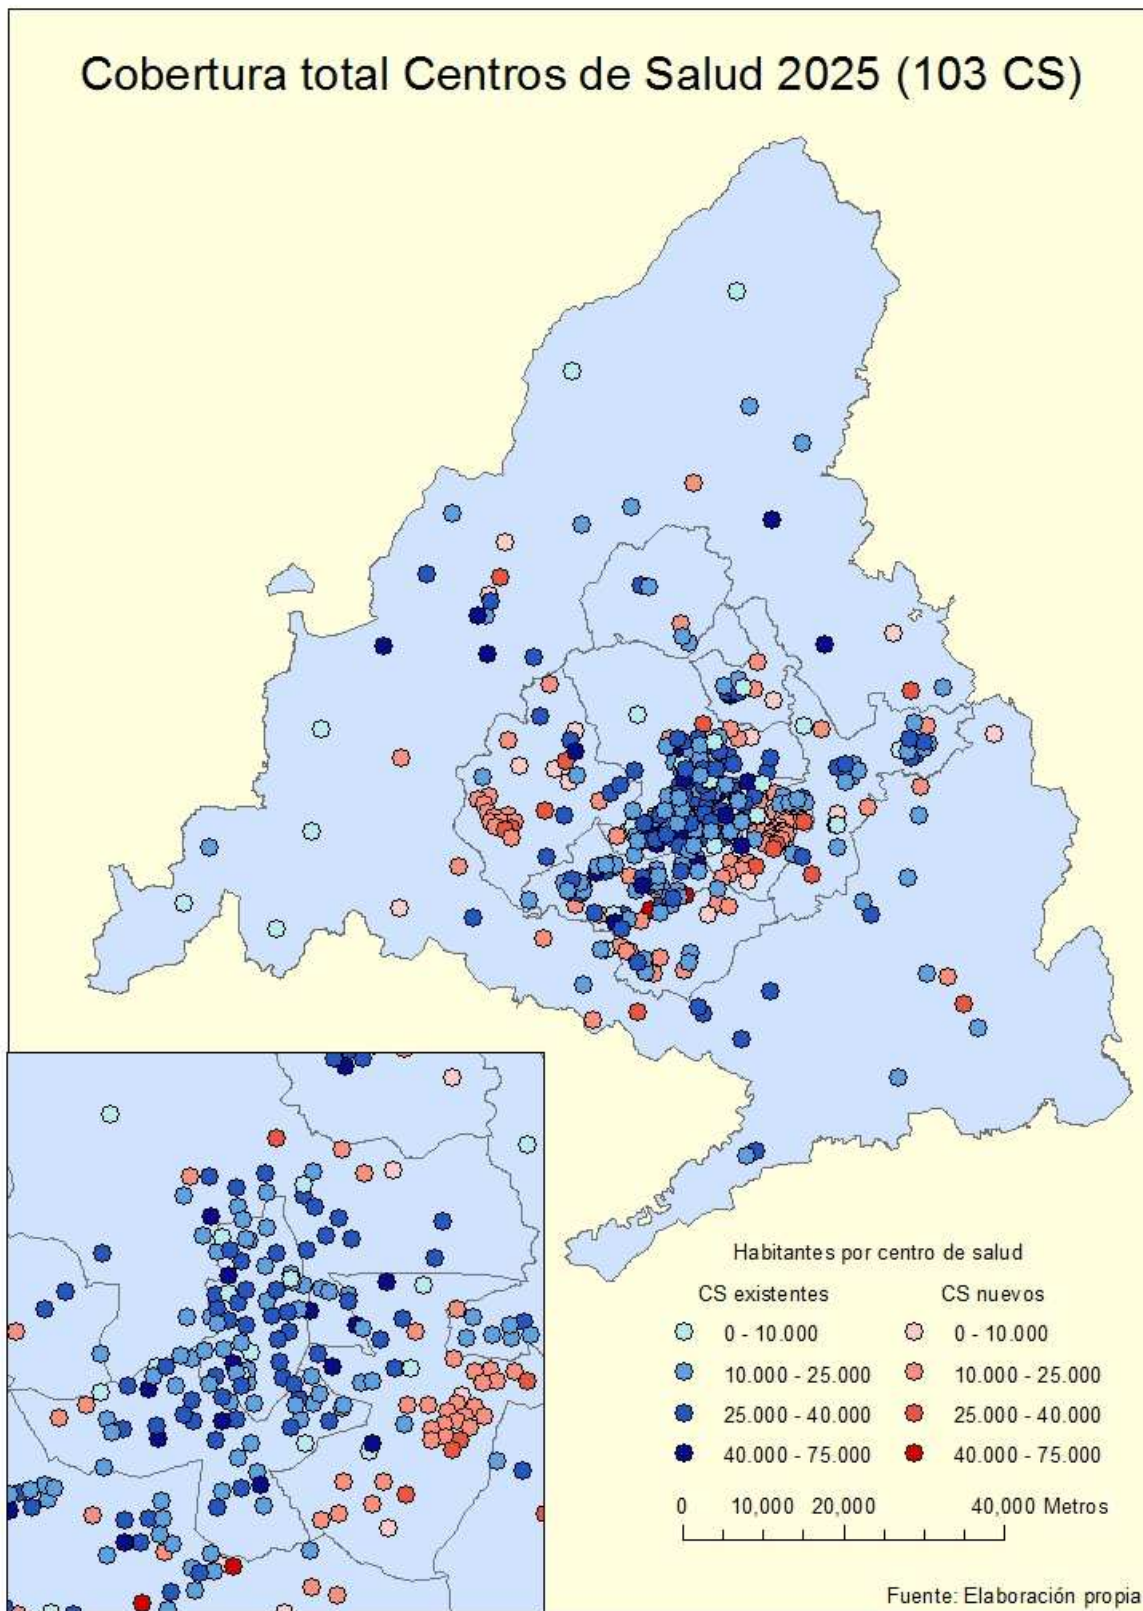 Cobertura total Centros de Salud 2025 (103 CS)
Habitantes por centro de salud
CS existentes
CS nuevos
0 - 10.000
0 - 10.000
10.000 - 25.000
10.000 - 25.000
25.000 - 40.000
25.000 - 40.000
40.000 - 75.000
40.000 - 75.000
0 10,000 20,000 40,000 Metros
Fuente: Elaboración propia